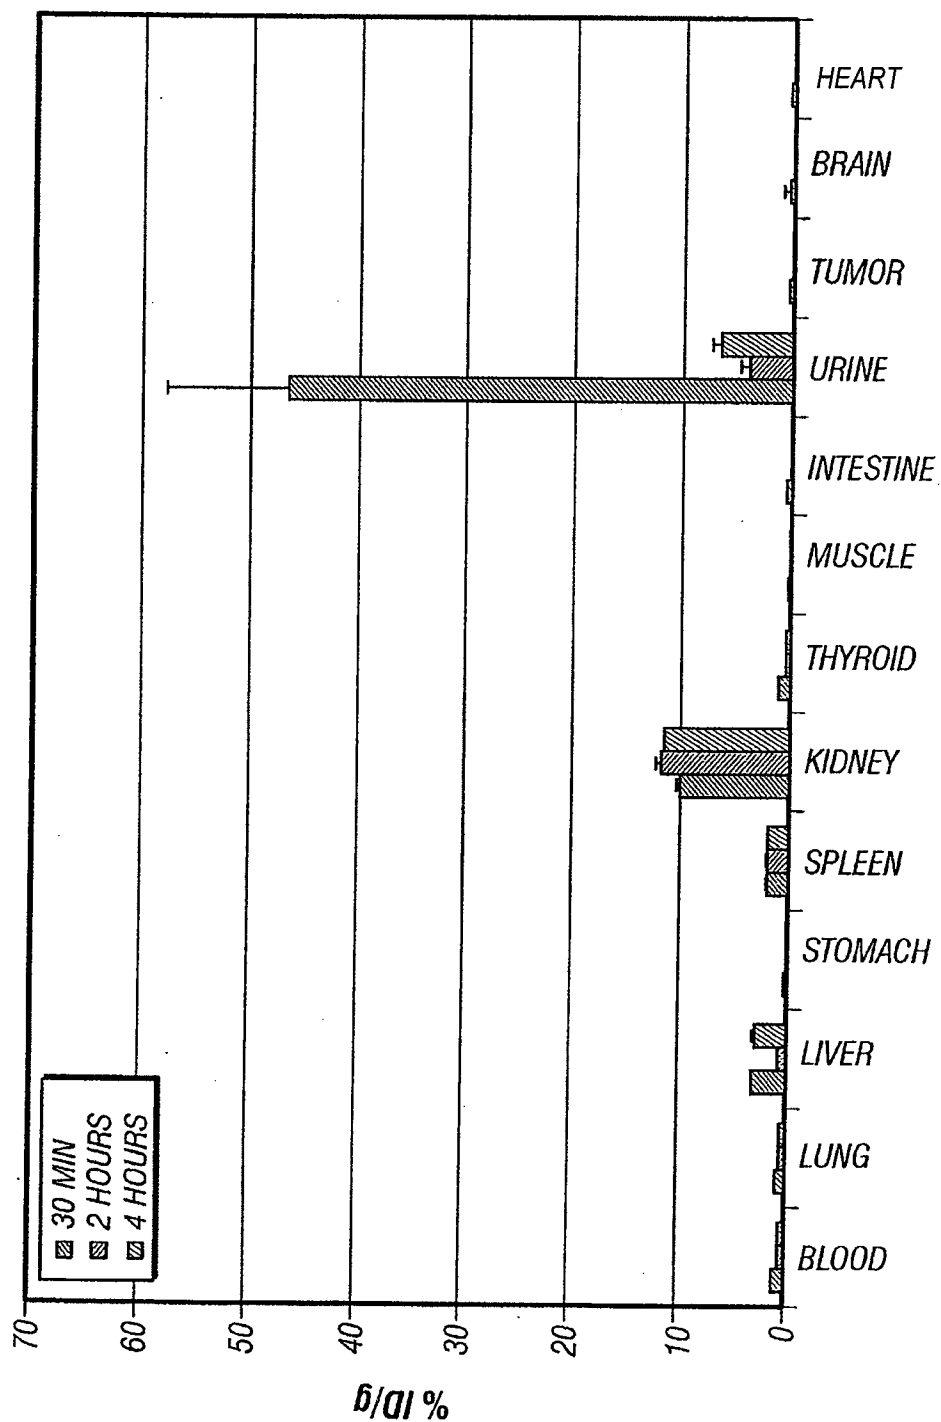 70
60
50
40
30
20
10
0
% ID/g
30 MIN
2 HOURS
4 HOURS
BLOOD
LUNG
LIVER
STOMACH
SPLEEN
KIDNEY
THYROID
MUSCLE
INTESTINE
URINE
TUMOR
BRAIN
HEART